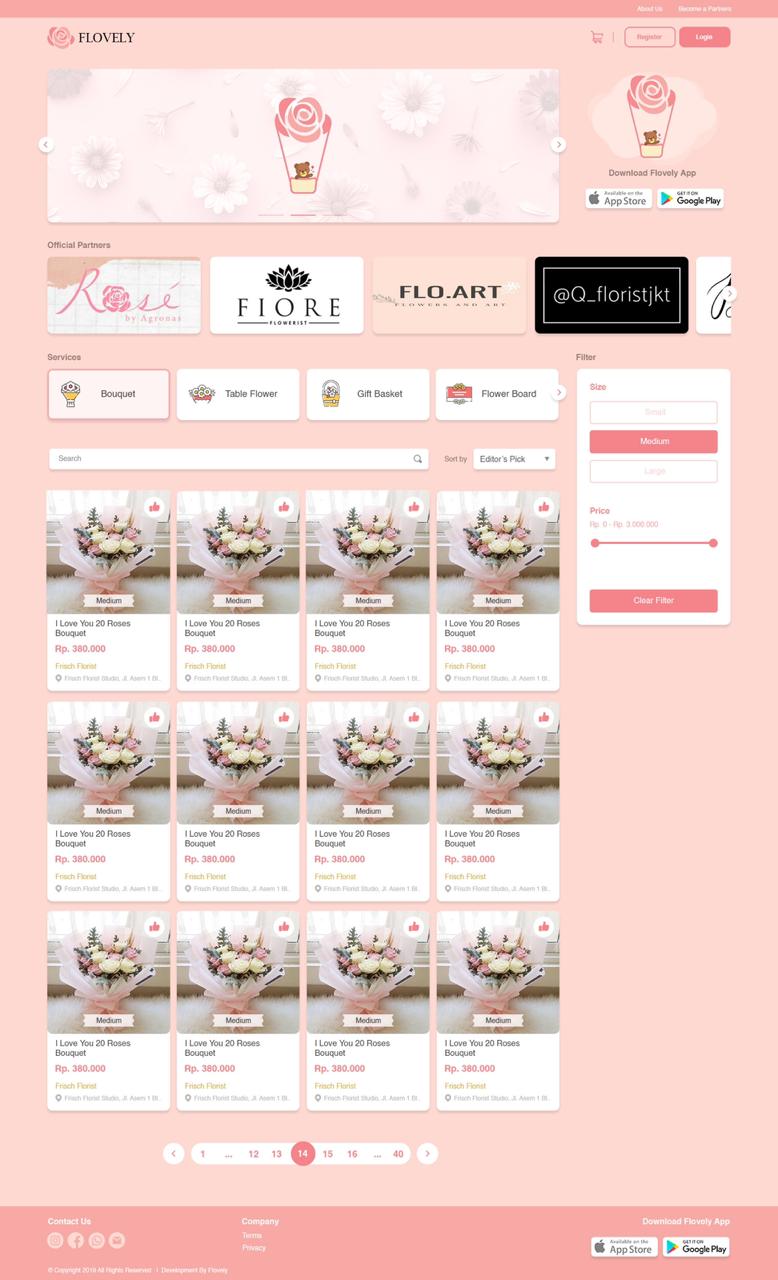 About Us
Become a Partners
FLOVELY
Register
Login
Download Flovely App
Available on the
App Store
GET IT ON
Google Play
Official Partners
Rosé
by Agronas
FIORE
FLOWERIST
FLO.ART
FLOWERS AND ART
@Q_floristjkt
Services
Bouquet
Table Flower
Gift Basket
Flower Board
Filter
Size
Small
Medium
Large
Price
Rp. 0 - Rp. 3.000.000
Clear Filter
Search
Sort by
Editor's Pick
Medium
Medium
Medium
Medium
I Love You 20 Roses
Bouquet
Rp. 380.000
Frisch Florist
Frisch Florist Studio, Jl. Asem 1 Bl..
I Love You 20 Roses
Bouquet
Rp. 380.000
Frisch Florist
Frisch Florist Studio, Jl. Asem 1 Bl..
I Love You 20 Roses
Bouquet
Rp. 380.000
Frisch Florist
Frisch Florist Studio, Jl. Asem 1 Bl..
I Love You 20 Roses
Bouquet
Rp. 380.000
Frisch Florist
Frisch Florist Studio, Jl. Asem 1 Bl..
Medium
Medium
Medium
Medium
I Love You 20 Roses
Bouquet
Rp. 380.000
Frisch Florist
Frisch Florist Studio, Jl. Asem 1 Bl..
I Love You 20 Roses
Bouquet
Rp. 380.000
Frisch Florist
Frisch Florist Studio, Jl. Asem 1 Bl..
I Love You 20 Roses
Bouquet
Rp. 380.000
Frisch Florist
Frisch Florist Studio, Jl. Asem 1 Bl..
I Love You 20 Roses
Bouquet
Rp. 380.000
Frisch Florist
Frisch Florist Studio, Jl. Asem 1 Bl..
Medium
Medium
Medium
Medium
I Love You 20 Roses
Bouquet
Rp. 380.000
Frisch Florist
Frisch Florist Studio, Jl. Asem 1 Bl..
I Love You 20 Roses
Bouquet
Rp. 380.000
Frisch Florist
Frisch Florist Studio, Jl. Asem 1 Bl..
I Love You 20 Roses
Bouquet
Rp. 380.000
Frisch Florist
Frisch Florist Studio, Jl. Asem 1 Bl..
I Love You 20 Roses
Bouquet
Rp. 380.000
Frisch Florist
Frisch Florist Studio, Jl. Asem 1 Bl..
1 ... 12 13 14 15 16 ... 40
Contact Us
Company
Terms
Privacy
Download Flovely App
Available on the
App Store
GET IT ON
Google Play
© Copyright 2019 All Rights Reserved | Development By Flovely